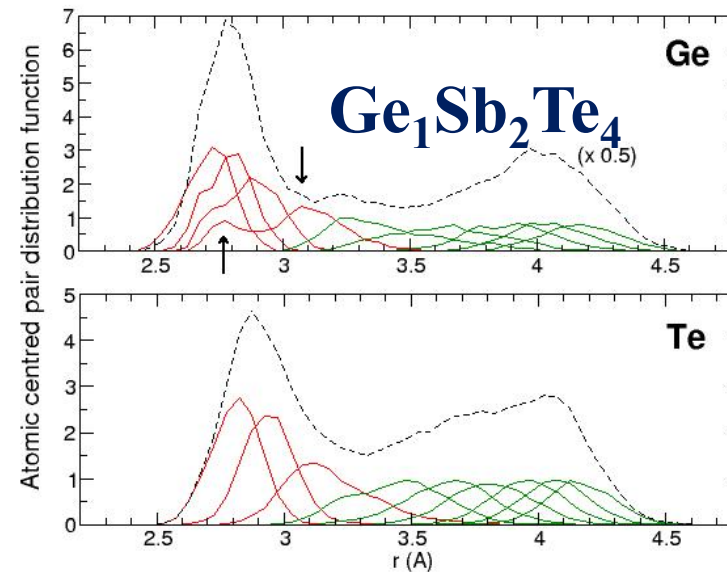 7
6
5
4
3
2
1
0
Ge
Ge₁Sb₂Te₄
(x 0.5)
2.5 3 3.5 4 4.5
Atomic centred pair distribution function
5
4
3
2
1
0
Te
2.5 3 3.5 4 4.5
r (A)